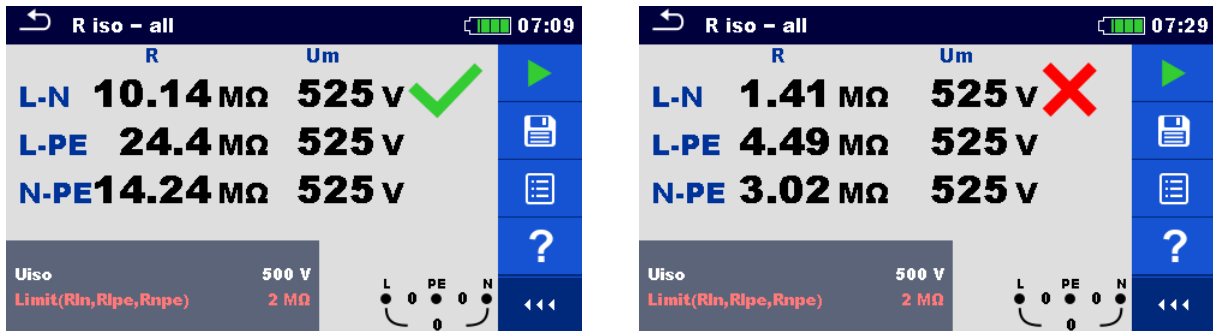 R iso – all 07:09
R Um
L-N 10.14 MΩ 525 V
L-PE 24.4 MΩ 525 V
N-PE 14.24 MΩ 525 V
?
Uiso 500 V
Limit(Rln,Rlpe,Rnpe) 2 MΩ
L PE N
0 0
0
R iso – all 07:29
R Um
L-N 1.41 MΩ 525 V
L-PE 4.49 MΩ 525 V
N-PE 3.02 MΩ 525 V
?
Uiso 500 V
Limit(Rln,Rlpe,Rnpe) 2 MΩ
L PE N
0 0
0